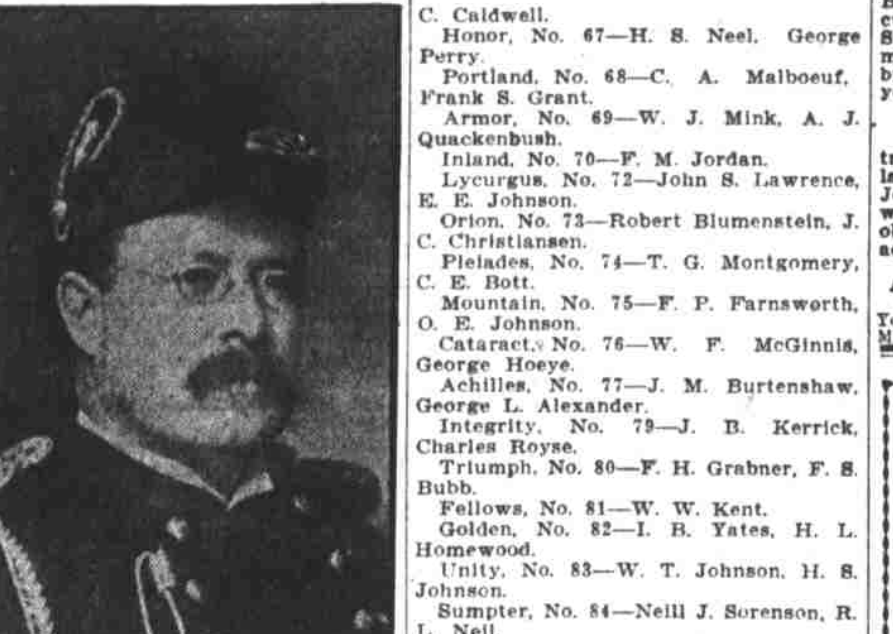 C. Caldwell.
Honor, No. 67—H. S. Neel, George
Perry.
Portland, No. 68—C. A. Malboeuf,
Frank S. Grant.
Armor, No. 69—W. J. Mink, A. J.
Quackenbush.
Inland, No. 70—F. M. Jordan.
Lycurgus, No. 72—John S. Lawrence,
E. E. Johnson.
Orion, No. 73—Robert Blumenstein, J.
C. Christiansen.
Pleiades, No. 74—T. G. Montgomery,
C. E. Bott.
Mountain, No. 75—F. P. Farnsworth,
O. E. Johnson.
Cataract, No. 76—W. F. McGinnis,
George Hoeye.
Achilles, No. 77—J. M. Burtenshaw,
George L. Alexander.
Integrity, No. 79—J. B. Kerrick,
Charles Royse.
Triumph, No. 80—F. H. Grabner, F. S.
Bubb.
Fellows, No. 81—W. W. Kent.
Golden, No. 82—I. B. Yates, H. L.
Homewood.
Unity, No. 83—W. T. Johnson, H. S.
Johnson.
Sumpter, No. 84—Neill J. Sorenson, R.
L. Neil